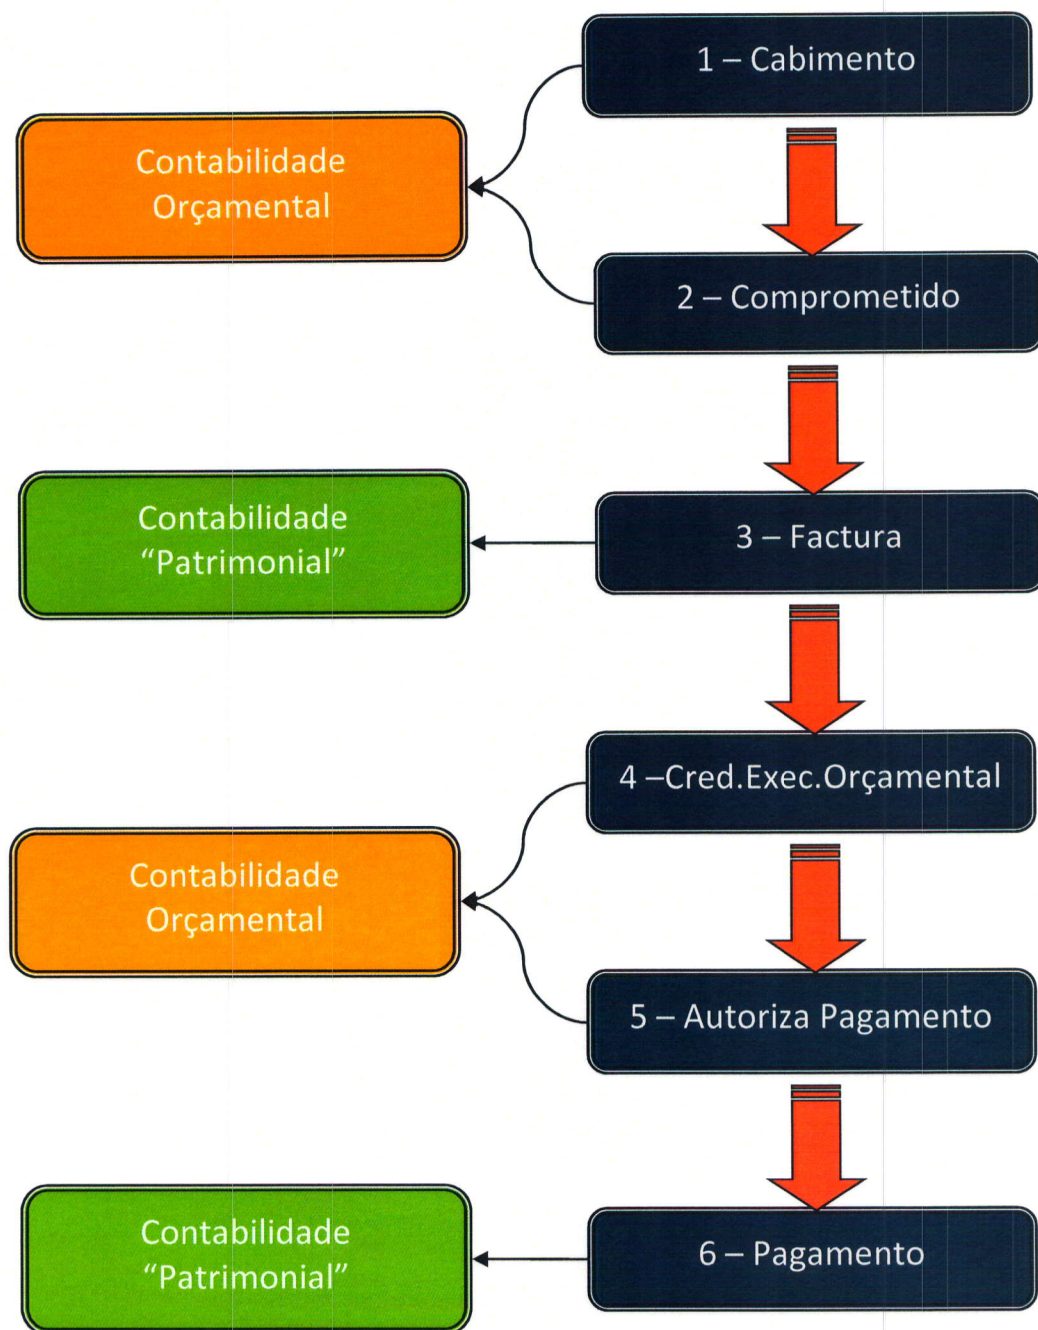 1 – Cabimento
Contabilidade
Orçamental
2 – Comprometido
Contabilidade
“Patrimonial”
3 – Factura
4 –Cred.Exec.Orçamental
Contabilidade
Orçamental
5 – Autoriza Pagamento
Contabilidade
“Patrimonial”
6 – Pagamento